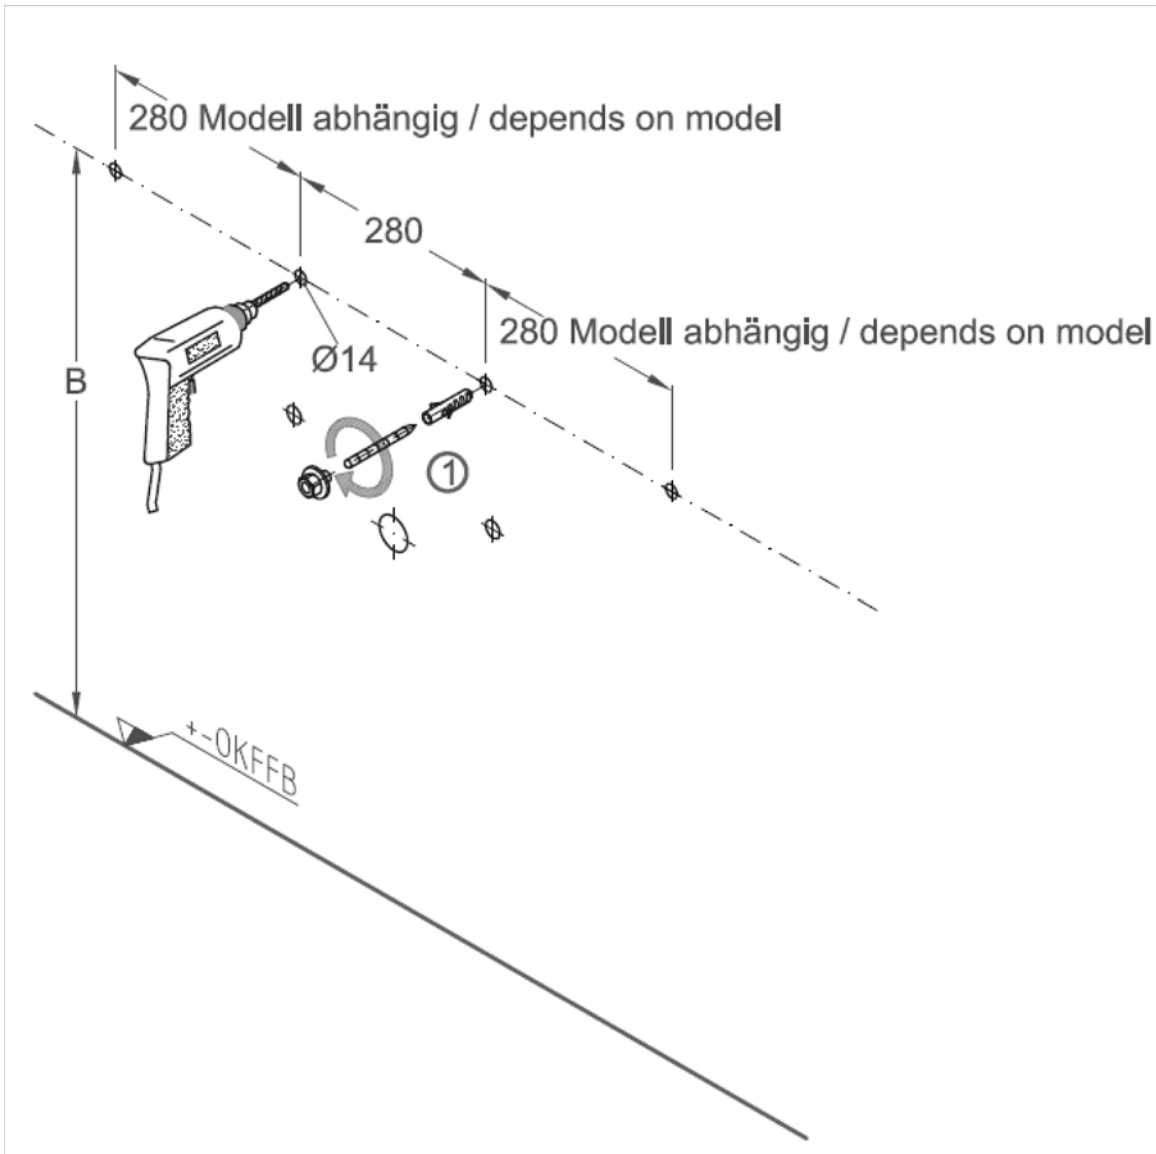 280 Modell abhängig / depends on model
280
280 Modell abhängig / depends on model
Ø14
B
1
+-OKFFB